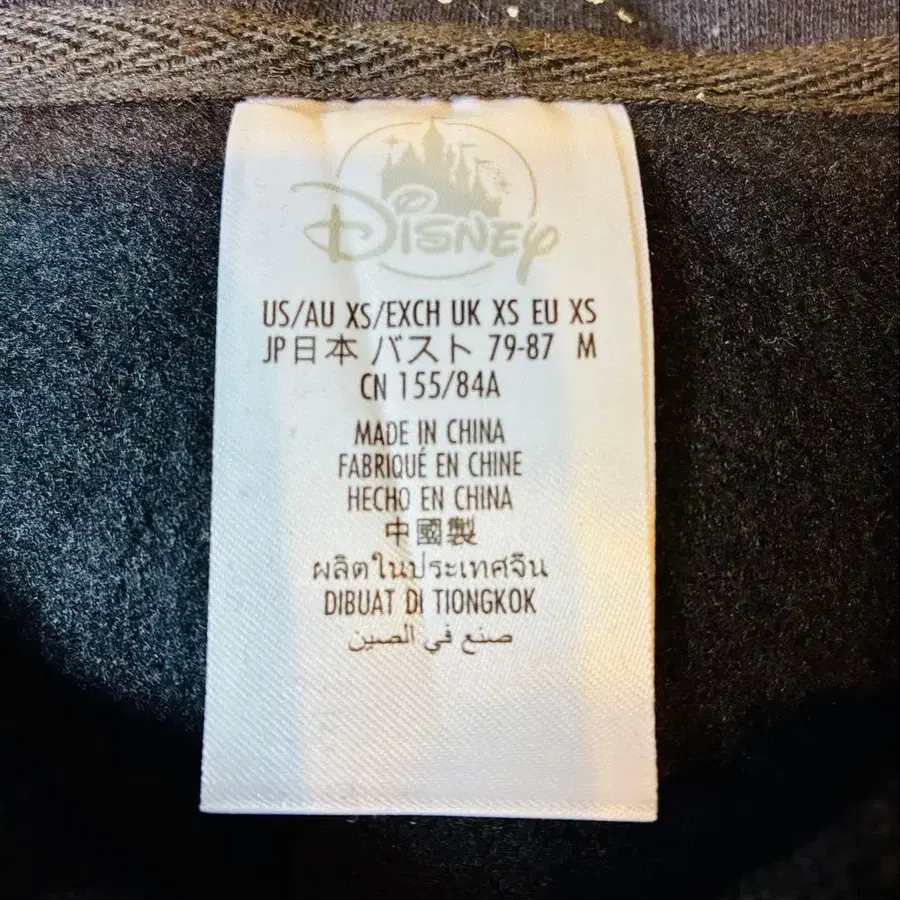 Disney
US/AU XS/EXCH UK XS EU XS
JP日本 バスト 79-87 M
CN 155/84A
MADE IN CHINA
FABRIQUÉ EN CHINE
HECHO EN CHINA
中國製
ผลิตในประเทศจีน
DIBUAT DI TIONGKOK
صنع في الصين